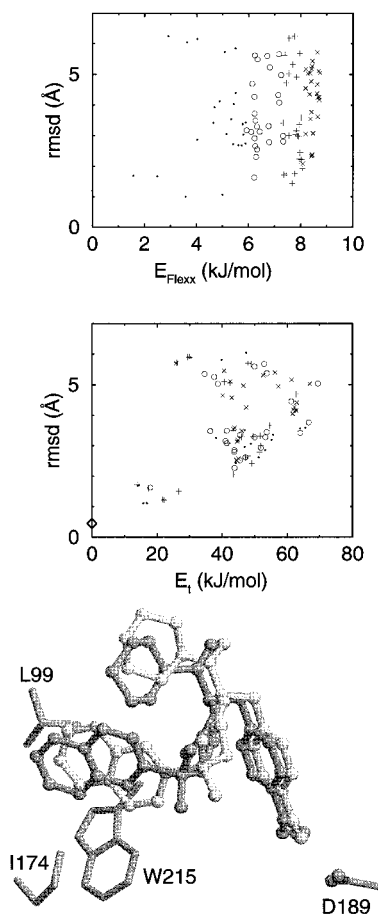 5
rmsd (Å)
0
0 2 4 6 8 10
E_Flexx (kJ/mol)
5
rmsd (Å)
0
0 20 40 60 80
E_t (kJ/mol)
L99
I174
W215
D189